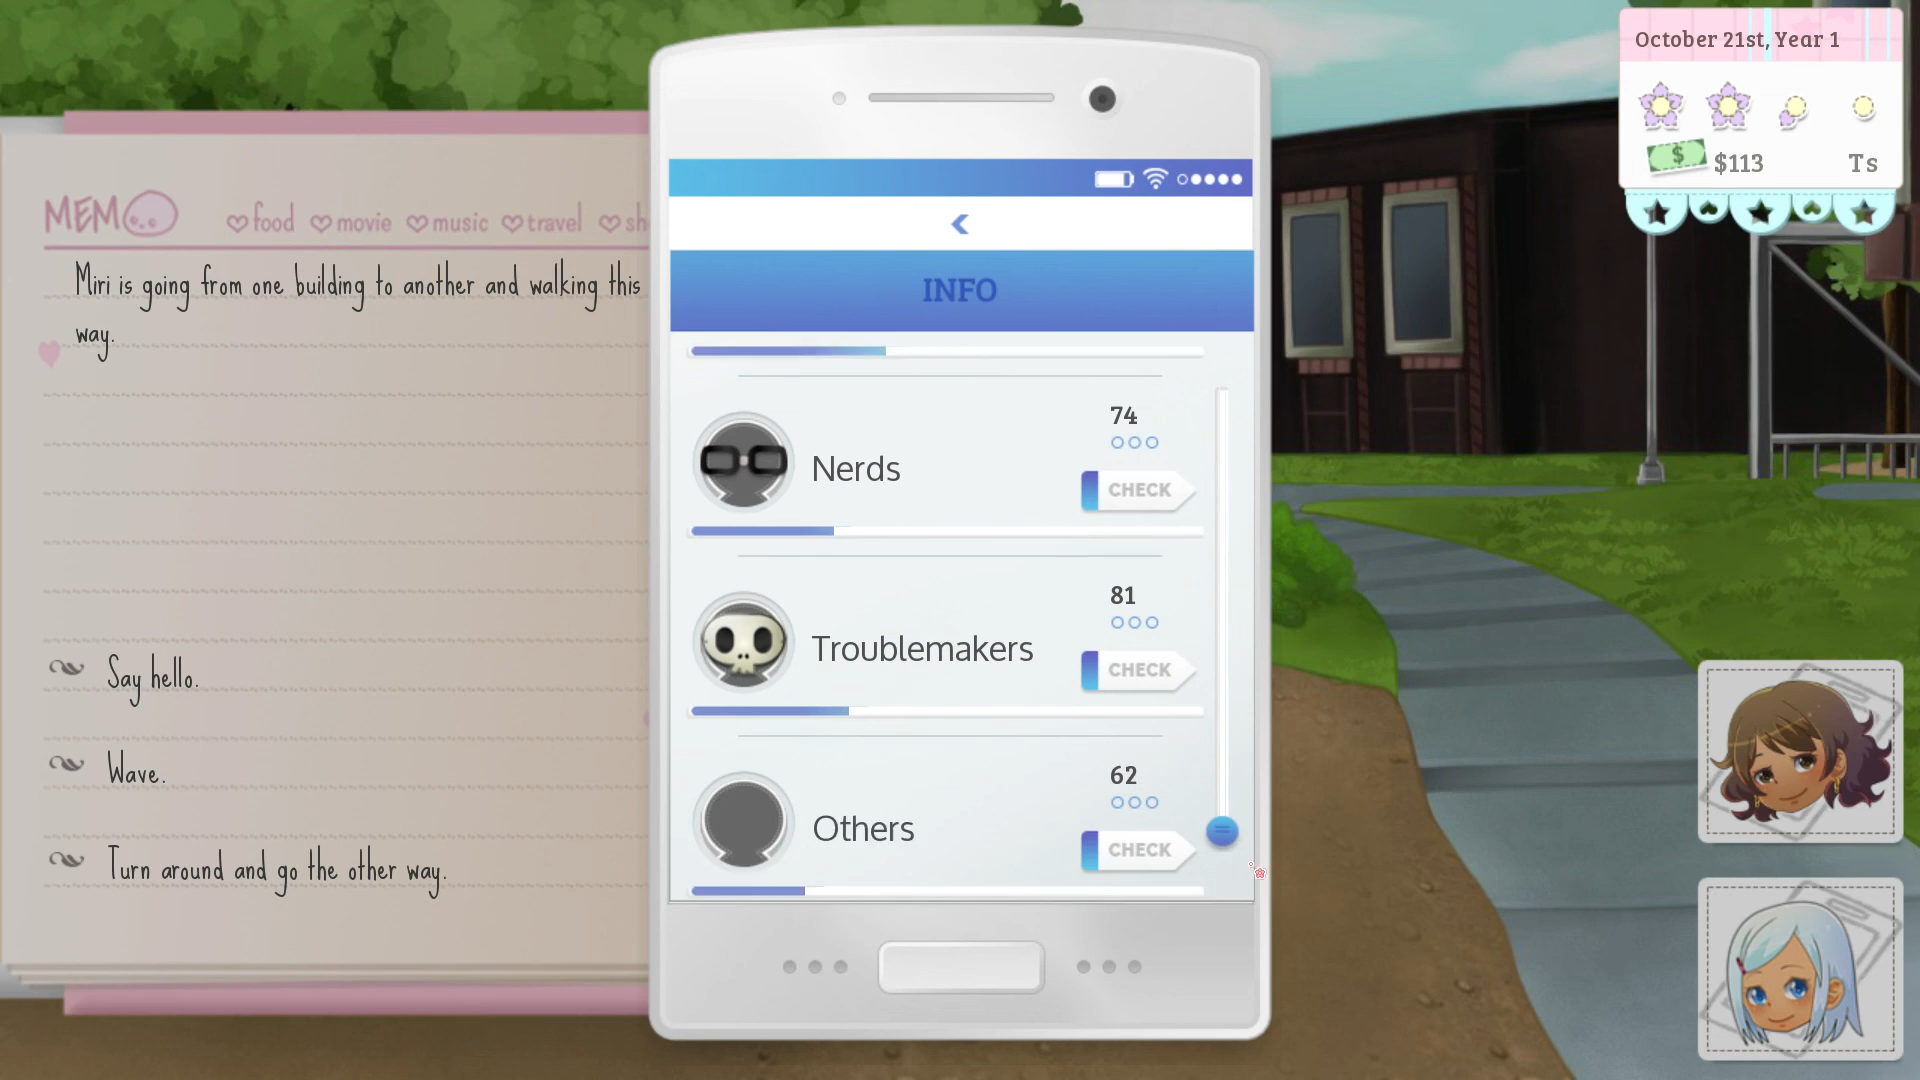 October 21st, Year 1
$113
Ts
MEMO
food movie music travel sh
Miri is going from one building to another and walking this
way.
Say hello.
Wave.
Turn around and go the other way.
INFO
74
Nerds
CHECK
81
Troublemakers
CHECK
62
Others
CHECK